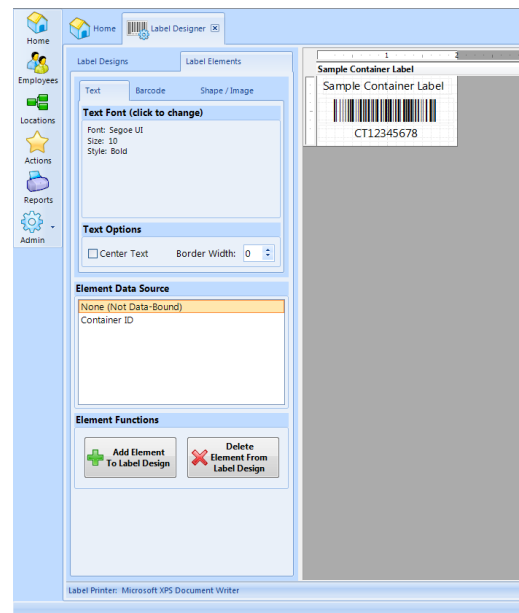 Home
Employees
Locations
Actions
Reports
Admin
Home
Label Designer
Label Designs
Label Elements
Text
Barcode
Shape / Image
Text Font (click to change)
Font: Segoe UI
Size: 10
Style: Bold
Text Options
Center Text
Border Width: 0
Element Data Source
None (Not Data-Bound)
Container ID
Element Functions
Add Element
To Label Design
Delete
Element From
Label Design
Label Printer: Microsoft XPS Document Writer
1 2
Sample Container Label
Sample Container Label
CT12345678